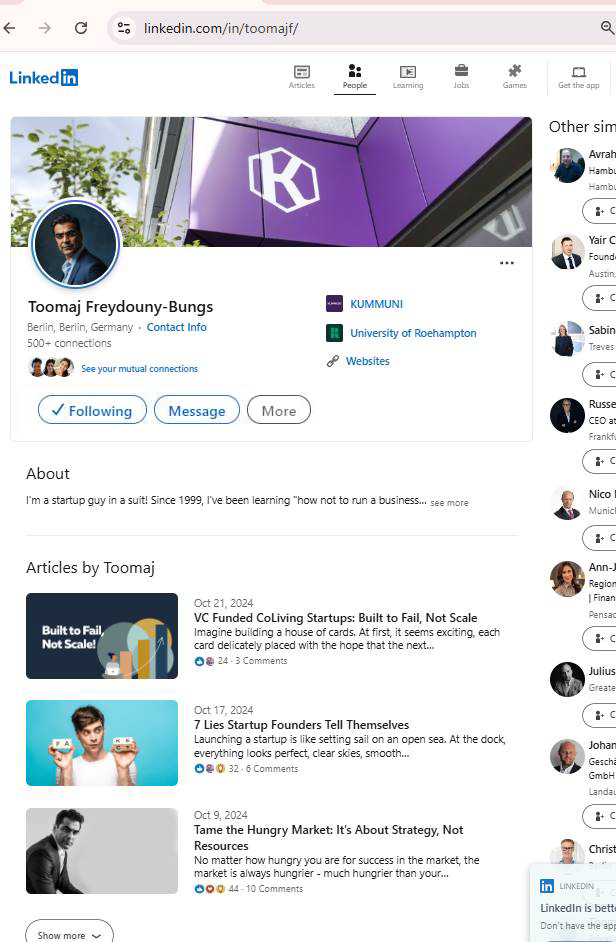 linkedin.com/in/toomajf/
Linked in
Articles
People
Learning
Jobs
Games
Get the app
K
Toomaj Freydouny-Bungs
Berlin, Berlin, Germany · Contact Info
500+ connections
See your mutual connections
KUMMUNI
University of Roehampton
Websites
Following
Message
More
About
I'm a startup guy in a suit! Since 1999, I've been learning "how not to run a business... see more
Articles by Toomaj
Built to Fail,
Not Scale!
Oct 21, 2024
VC Funded CoLiving Startups: Built to Fail, Not Scale
Imagine building a house of cards. At first, it seems exciting, each
card delicately placed with the hope that the next...
24 · 3 Comments
FA
KE
Oct 17, 2024
7 Lies Startup Founders Tell Themselves
Launching a startup is like setting sail on an open sea. At the dock,
everything looks perfect, clear skies, smooth...
32 · 6 Comments
Oct 9, 2024
Tame the Hungry Market: It's About Strategy, Not
Resources
No matter how hungry you are for success in the market, the
market is always hungrier - much hungrier than your...
44 · 10 Comments
Show more
Other sim
Avrah
Hambu
Hambu
C
Yair C
Found
Austin,
C
Sabin
Treves
C
Russe
CEO at
Frankfu
C
Nico
Munic
C
Ann-J
Region
| Finan
Pensac
C
Julius
Greate
C
Johan
Geschä
GmbH
Landau
C
Christ
in LINKEDIN
LinkedIn is bette
Don't have the app